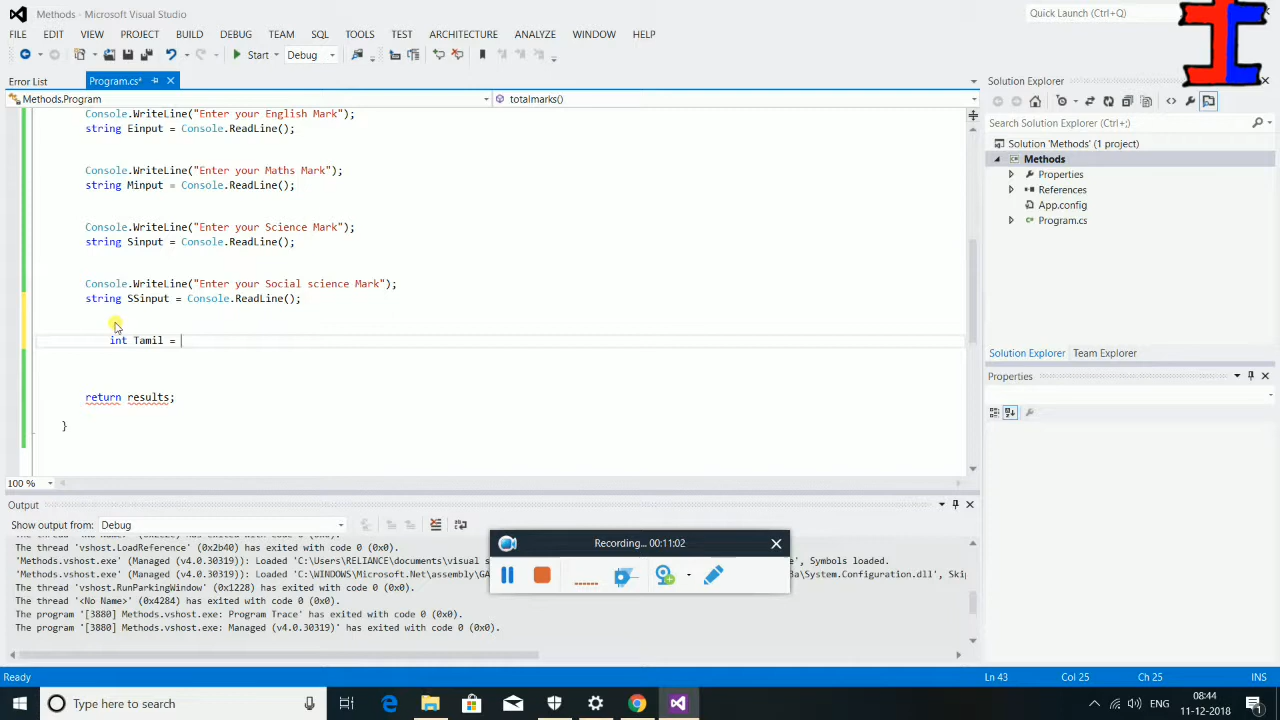 Methods - Microsoft Visual Studio
Quick Launch (Ctrl+Q)
FILE EDIT VIEW PROJECT BUILD DEBUG TEAM SQL TOOLS TEST ARCHITECTURE ANALYZE WINDOW HELP
Start Debug
Error List Program.cs*
Solution Explorer
Methods.Program totalmarks()
Console.WriteLine("Enter your English Mark");
string Einput = Console.ReadLine();
Console.WriteLine("Enter your Maths Mark");
string Minput = Console.ReadLine();
Console.WriteLine("Enter your Science Mark");
string Sinput = Console.ReadLine();
Console.WriteLine("Enter your Social science Mark");
string SSinput = Console.ReadLine();
int Tamil =
return results;
}
100 %
Search Solution Explorer (Ctrl+;)
Solution 'Methods' (1 project)
Methods
Properties
References
App.config
Program.cs
Solution Explorer Team Explorer
Properties
Output
Show output from: Debug
The thread 'vshost.LoadReference' (0x2b40) has exited with code 0 (0x0).
'Methods.vshost.exe' (Managed (v4.0.30319)): Loaded 'C:\Users\RELIANCE\documents\visual s ', Symbols loaded.
'Methods.vshost.exe' (Managed (v4.0.30319)): Loaded 'C:\WINDOWS\Microsoft.Net\assembly\GA 3a\System.Configuration.dll', Skip
The thread 'vshost.RunParkingWindow' (0x1228) has exited with code 0 (0x0).
The thread '<No Name>' (0x4284) has exited with code 0 (0x0).
The program '[3880] Methods.vshost.exe: Program Trace' has exited with code 0 (0x0).
The program '[3880] Methods.vshost.exe: Managed (v4.0.30319)' has exited with code 0 (0x0).
Recording... 00:11:02
Ready Ln 43 Col 25 Ch 25 INS
Type here to search
ENG
08:44
11-12-2018